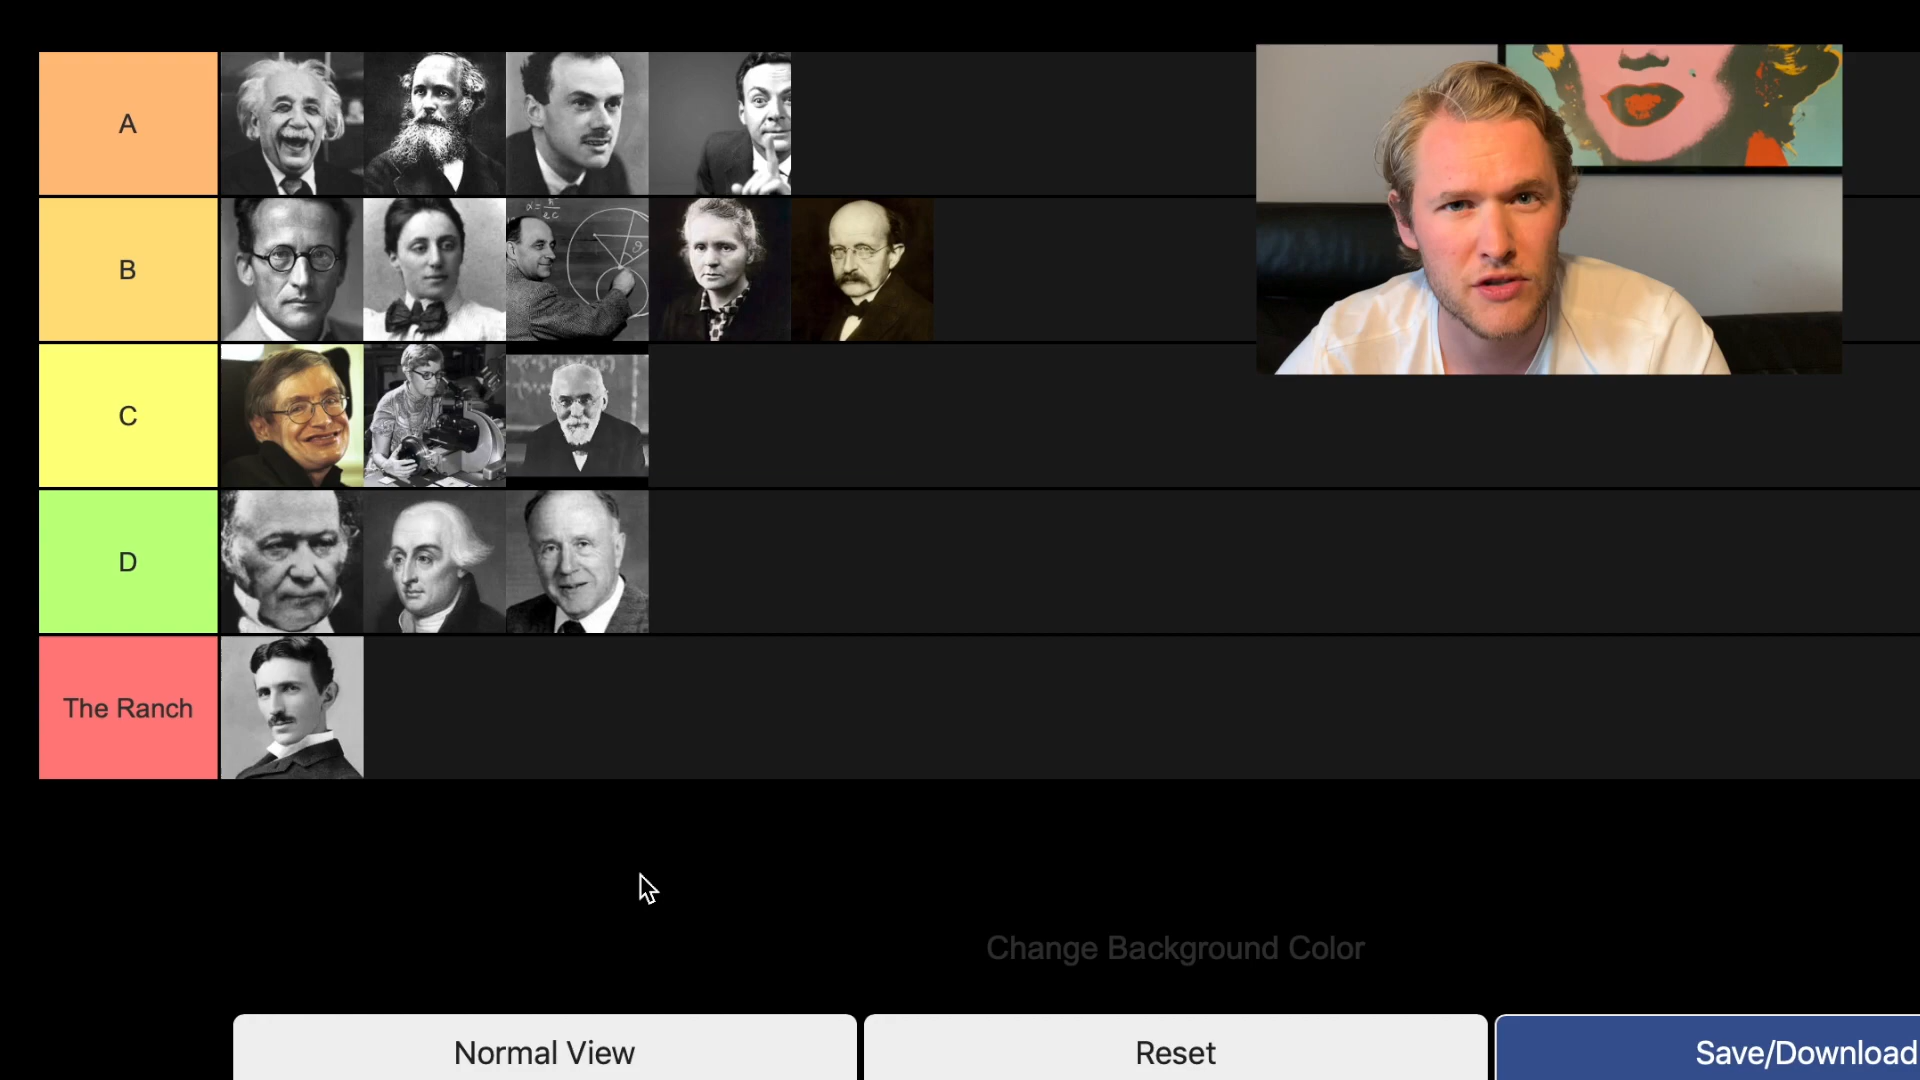 A
B
C
D
The Ranch
Change Background Color
Normal View
Reset
Save/Download